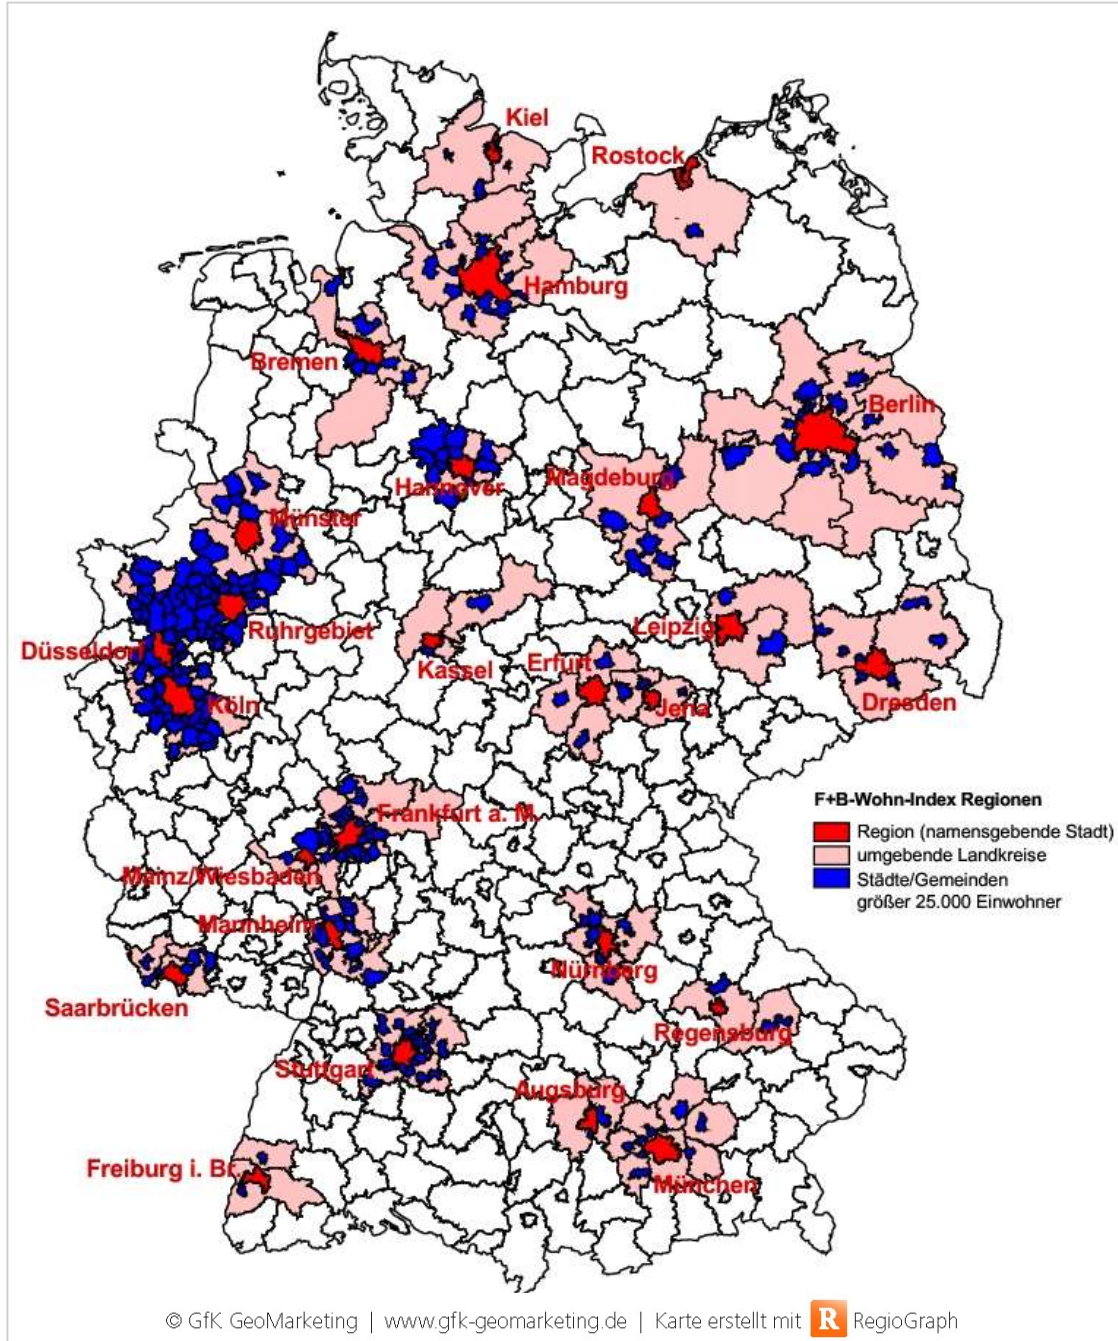 Kiel
Rostock
Hamburg
Bremen
Berlin
Hannover
Magdeburg
Münster
Ruhrgebiet
Düsseldorf
Leipzig
Kassel
Erfurt
Köln
Jena
Dresden
F+B-Wohn-Index Regionen
Region (namensgebende Stadt)
umgebende Landkreise
Städte/Gemeinden
größer 25.000 Einwohner
Frankfurt a. M.
Mainz/Wiesbaden
Mannheim
Nürnberg
Saarbrücken
Regensburg
Stuttgart
Augsburg
Freiburg i. Br.
München
© GfK GeoMarketing | www.gfk-geomarketing.de | Karte erstellt mit R RegioGraph